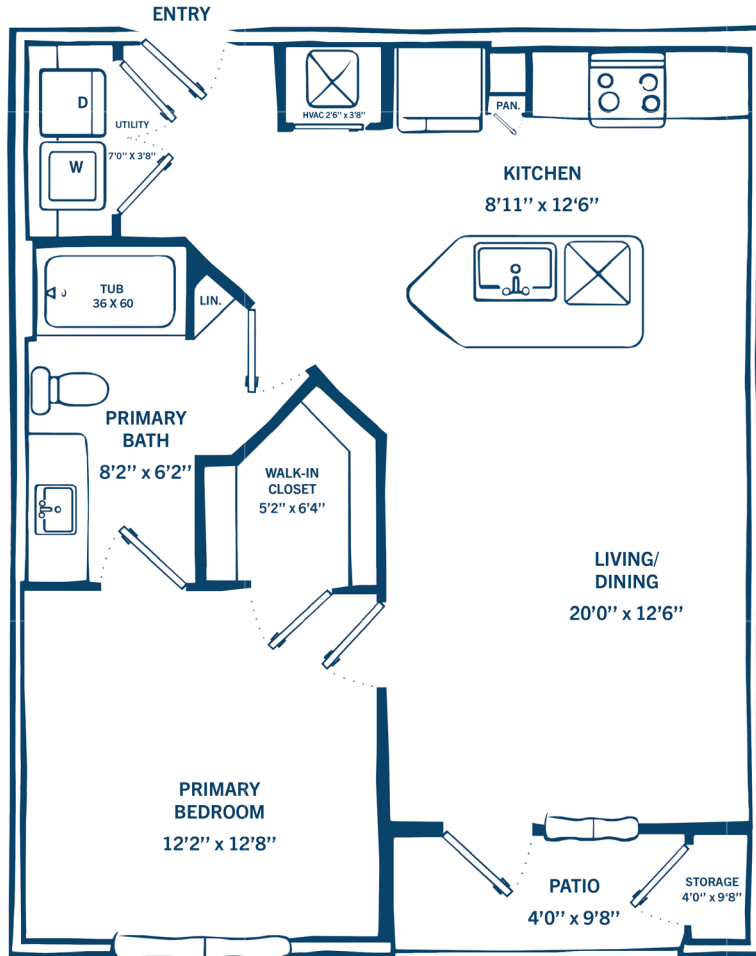 ENTRY
D
UTILITY
7'0" X 3'8"
W
HVAC 2'6" x 3'8"
PAN.
KITCHEN
8'11" x 12'6"
TUB
36 X 60
LIN.
PRIMARY
BATH
8'2" x 6'2"
WALK-IN
CLOSET
5'2" x 6'4"
LIVING/
DINING
20'0" x 12'6"
PRIMARY
BEDROOM
12'2" x 12'8"
PATIO
4'0" x 9'8"
STORAGE
4'0" x 9'8"